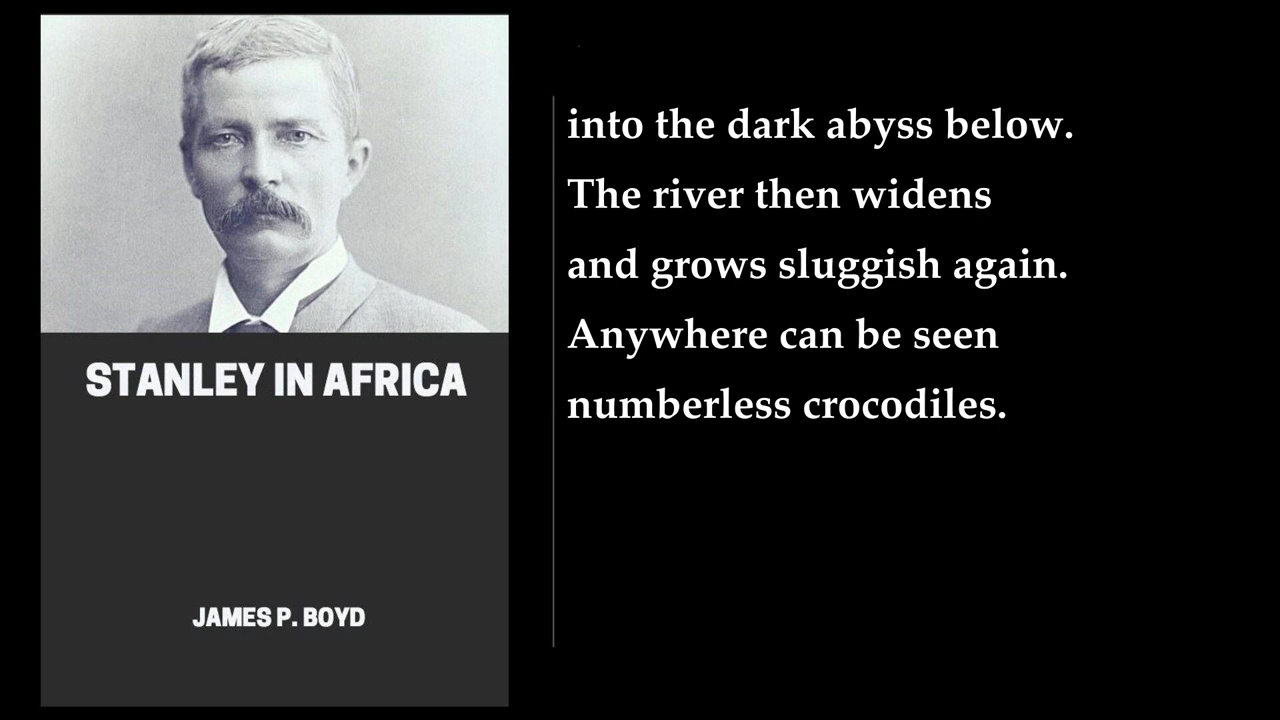 STANLEY IN AFRICA
JAMES P. BOYD
into the dark abyss below.
The river then widens
and grows sluggish again.
Anywhere can be seen
numberless crocodiles.